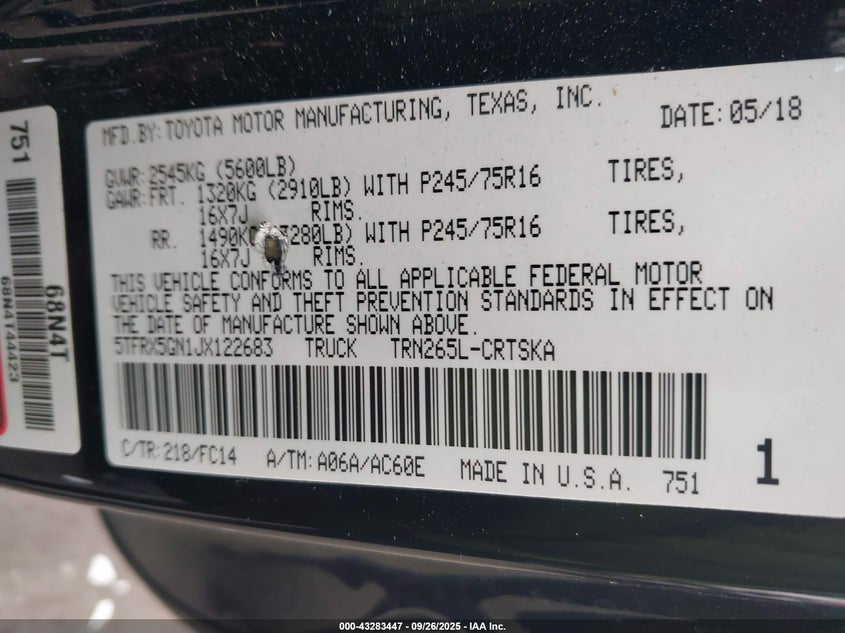 751
68N4T44423
68N4T
MFD.BY:TOYOTA MOTOR MANUFACTURING, TEXAS, INC. DATE:05/18
GVWR:2545KG (5600LB)
GAWR:FRT. 1320KG (2910LB) WITH P245/75R16 TIRES,
16X7J RIMS.
RR. 1490KG 3280LB) WITH P245/75R16 TIRES,
16X7J RIMS.
THIS VEHICLE CONFORMS TO ALL APPLICABLE FEDERAL MOTOR
VEHICLE SAFETY AND THEFT PREVENTION STANDARDS IN EFFECT ON
THE DATE OF MANUFACTURE SHOWN ABOVE.
5TFRX5GN1JX122683 TRUCK TRN265L-CRTSKA
C/TR:218/FC14 A/TM:A06A/AC60E MADE IN U.S.A. 751
1
000-43283447 - 09/26/2025 - IAA Inc.